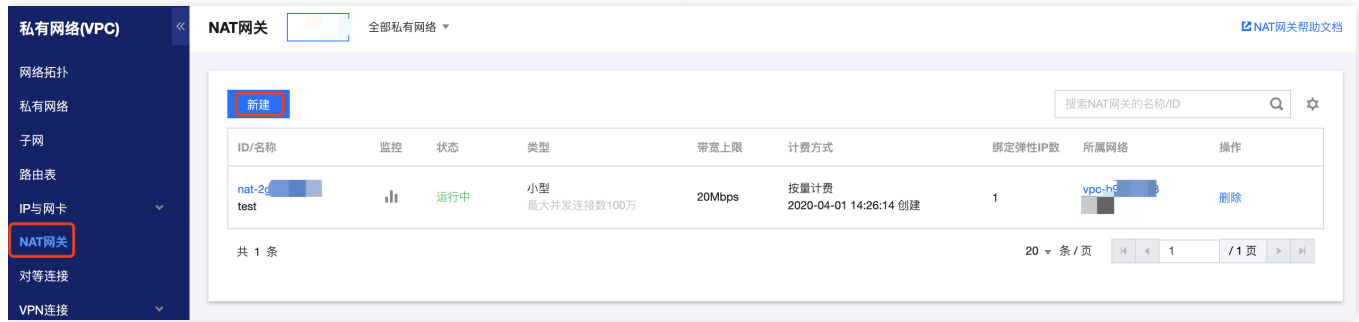 私有网络(VPC)
«
NAT网关
全部私有网络
NAT网关帮助文档
网络拓扑
私有网络
子网
路由表
IP与网卡
NAT网关
对等连接
VPN连接
新建
搜索NAT网关的名称/ID
ID/名称 监控 状态 类型 带宽上限 计费方式 绑定弹性IP数 所属网络 操作
nat-2 运行中 小型 20Mbps 按量计费 1 vpc- 删除
test 最大并发连接数100万 2020-04-01 14:26:14 创建
共 1 条
20 条 / 页 1 / 1 页